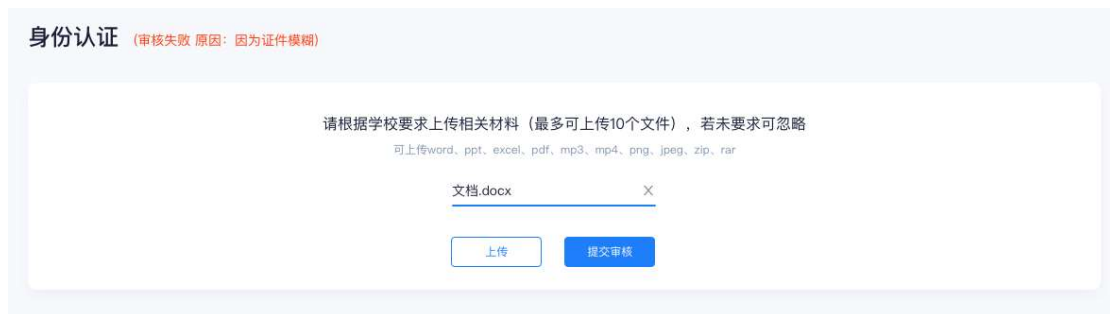 身份认证 (审核失败 原因：因为证件模糊)
请根据学校要求上传相关材料（最多可上传10个文件），若未要求可忽略
可上传word、ppt、excel、pdf、mp3、mp4、png、jpeg、zip、rar
文档.docx
上传 提交审核